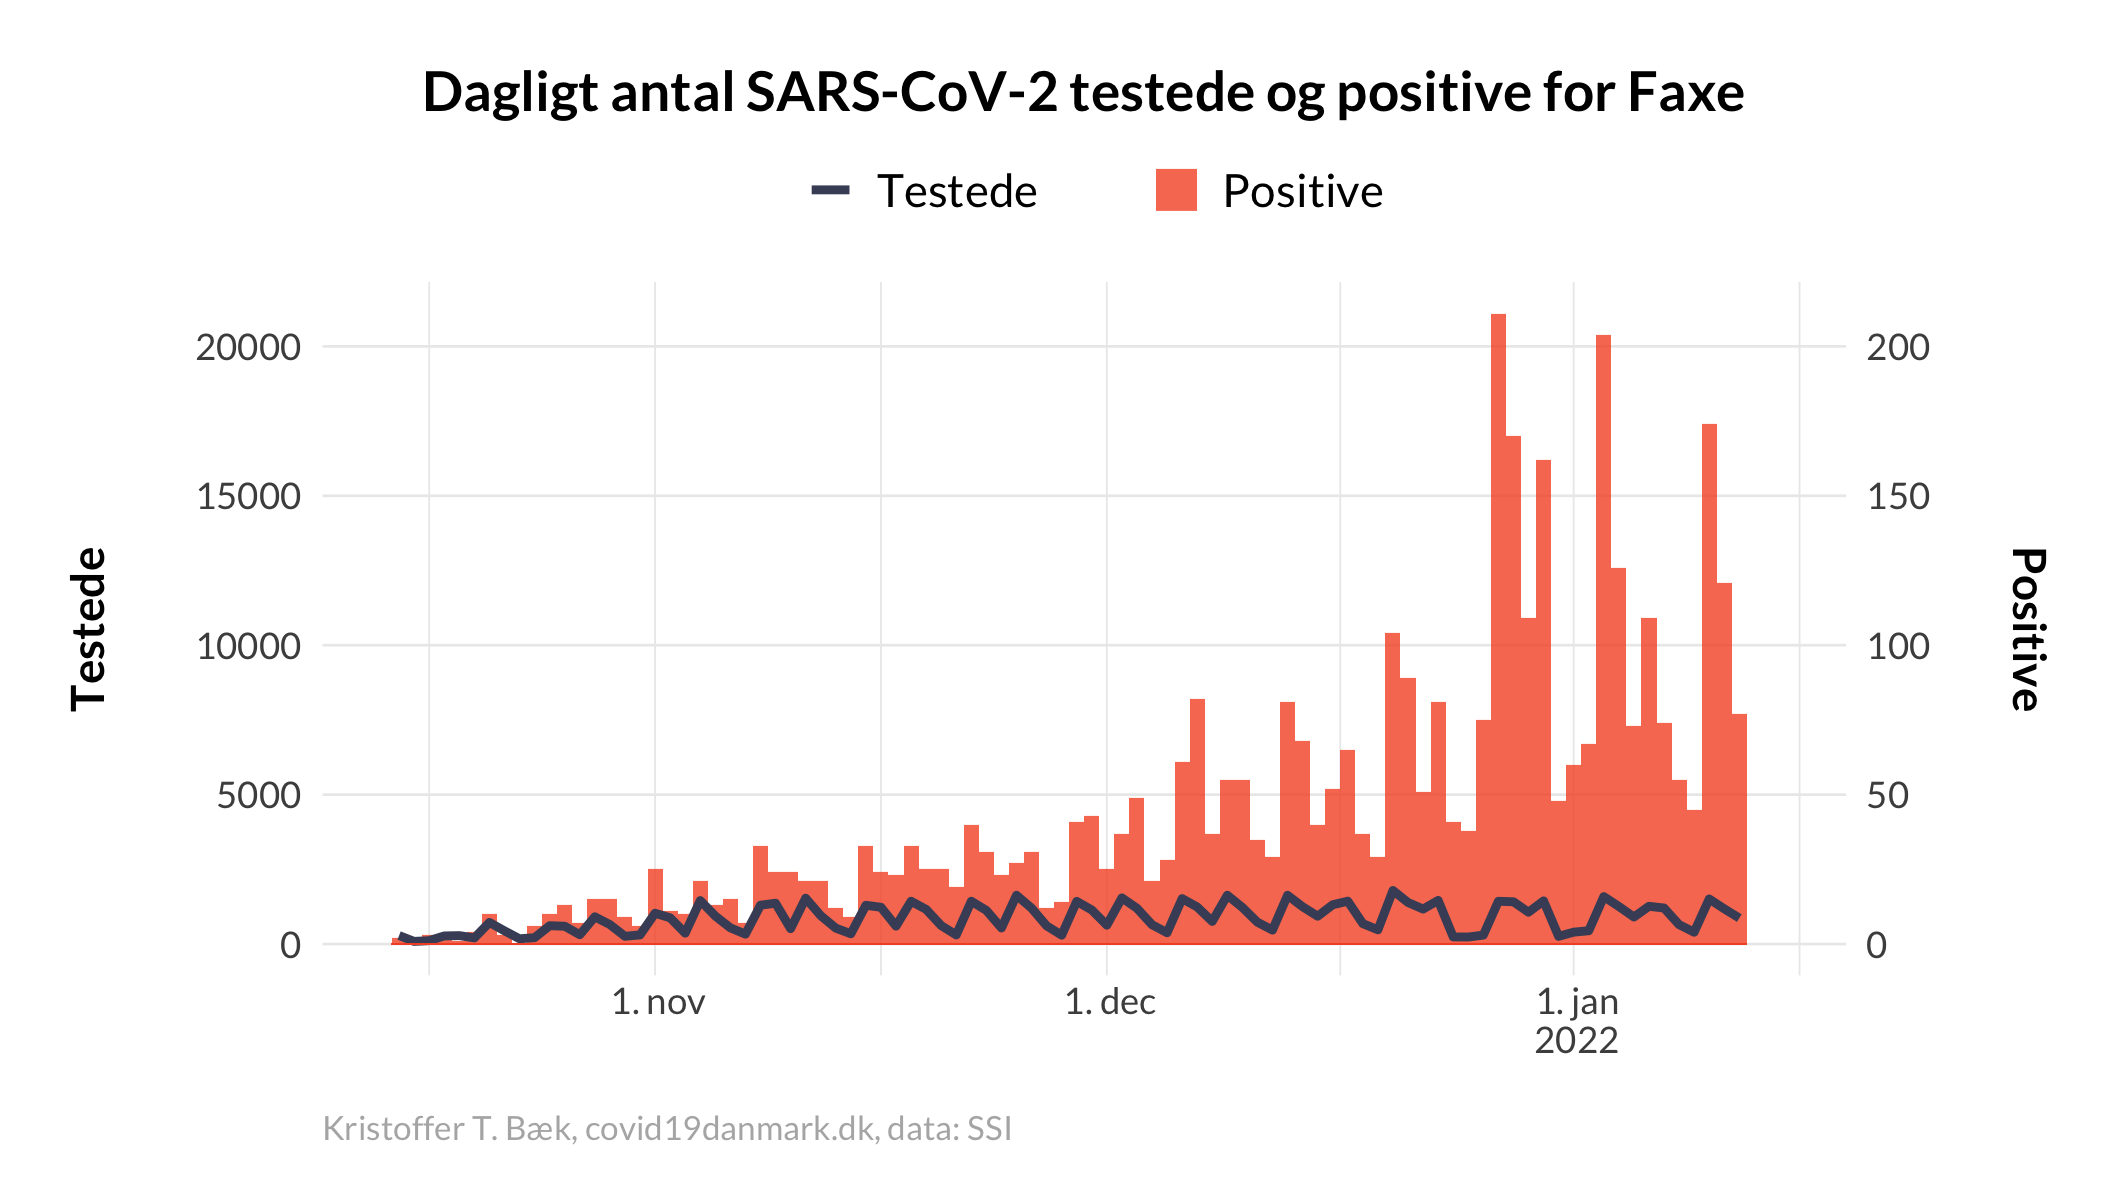 Dagligt antal SARS-CoV-2 testede og positive for Faxe
Testede
Positive
20000
15000
10000
5000
0
Testede
200
150
100
50
0
Positive
1. nov
1. dec
1. jan
2022
Kristoffer T. Bæk, covid19danmark.dk, data: SSI